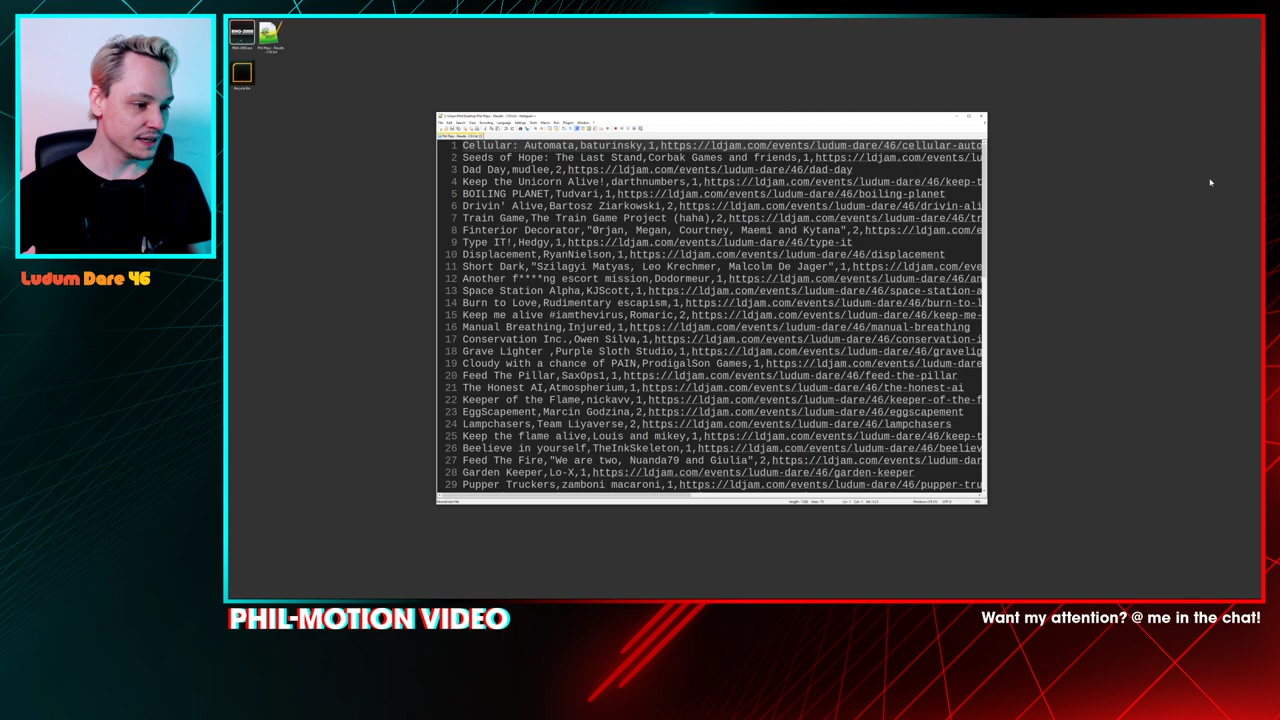 1 Cellular: Automata,baturinsky,1,https://ldjam.com/events/ludum-dare/46/cellular-auto
2 Seeds of Hope: The Last Stand,Corbak Games and friends,1,https://ldjam.com/events/lu
3 Dad Day,mudlee,2,https://ldjam.com/events/ludum-dare/46/dad-day
4 Keep the Unicorn Alive!,darthnumbers,1,https://ldjam.com/events/ludum-dare/46/keep-t
5 BOILING PLANET,Tudvari,1,https://ldjam.com/events/ludum-dare/46/boiling-planet
6 Drivin' Alive,Bartosz Ziarkowski,2,https://ldjam.com/events/ludum-dare/46/drivin-ali
7 Train Game,The Train Game Project (haha),2,https://ldjam.com/events/ludum-dare/46/tr
8 Finterior Decorator,"Ørjan, Megan, Courtney, Maemi and Kytana",2,https://ldjam.com/e
9 Type IT!,Hedgy,1,https://ldjam.com/events/ludum-dare/46/type-it
10 Displacement,RyanNielson,1,https://ldjam.com/events/ludum-dare/46/displacement
11 Short Dark,"Szilagyi Matyas, Leo Krechmer, Malcolm De Jager",1,https://ldjam.com/eve
12 Another f****ng escort mission,Dodormeur,1,https://ldjam.com/events/ludum-dare/46/an
13 Space Station Alpha,KJScott,1,https://ldjam.com/events/ludum-dare/46/space-station-a
14 Burn to Love,Rudimentary escapism,1,https://ldjam.com/events/ludum-dare/46/burn-to-l
15 Keep me alive #iamthevirus,Romaric,2,https://ldjam.com/events/ludum-dare/46/keep-me-
16 Manual Breathing,Injured,1,https://ldjam.com/events/ludum-dare/46/manual-breathing
17 Conservation Inc.,Owen Silva,1,https://ldjam.com/events/ludum-dare/46/conservation-i
18 Grave Lighter ,Purple Sloth Studio,1,https://ldjam.com/events/ludum-dare/46/gravelig
19 Cloudy with a chance of PAIN,ProdigalSon Games,1,https://ldjam.com/events/ludum-dare
20 Feed The Pillar,SaxOps1,1,https://ldjam.com/events/ludum-dare/46/feed-the-pillar
21 The Honest AI,Atmospherium,1,https://ldjam.com/events/ludum-dare/46/the-honest-ai
22 Keeper of the Flame,nickavv,1,https://ldjam.com/events/ludum-dare/46/keeper-of-the-f
23 EggScapement,Marcin Godzina,2,https://ldjam.com/events/ludum-dare/46/eggscapement
24 Lampchasers,Team Liyaverse,2,https://ldjam.com/events/ludum-dare/46/lampchasers
25 Keep the flame alive,Louis and mikey,1,https://ldjam.com/events/ludum-dare/46/keep-t
26 Beelieve in yourself,TheInkSkeleton,1,https://ldjam.com/events/ludum-dare/46/beeliev
27 Feed The Fire,"We are two, Nuanda79 and Giulia",2,https://ldjam.com/events/ludum-dar
28 Garden Keeper,Lo-X,1,https://ldjam.com/events/ludum-dare/46/garden-keeper
29 Pupper Truckers,zamboni macaroni,1,https://ldjam.com/events/ludum-dare/46/pupper-tru
Ludum Dare 46
PHIL-MOTION VIDEO
Want my attention? @ me in the chat!